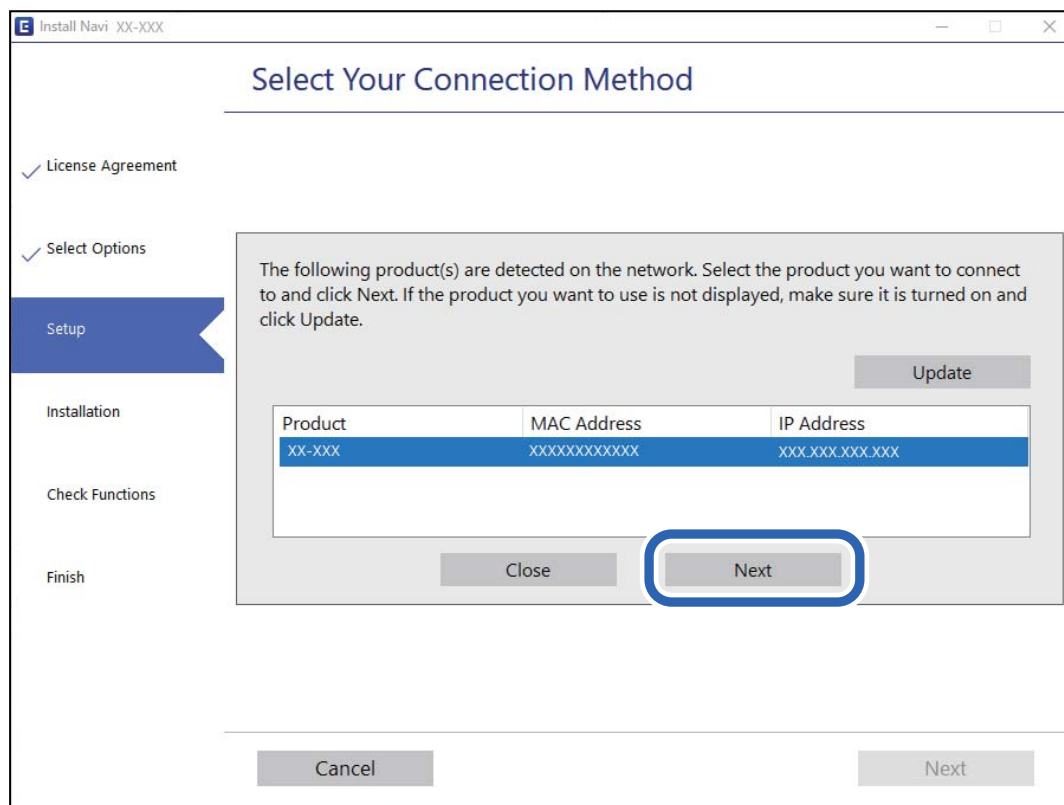 E Install Navi XX-XXX
Select Your Connection Method
License Agreement
Select Options
Setup
Installation
Check Functions
Finish
The following product(s) are detected on the network. Select the product you want to connect
to and click Next. If the product you want to use is not displayed, make sure it is turned on and
click Update.
Update
Product MAC Address IP Address
XX-XXX XXXXXXXXXXXX XXX.XXX.XXX.XXX
Close Next
Cancel Next